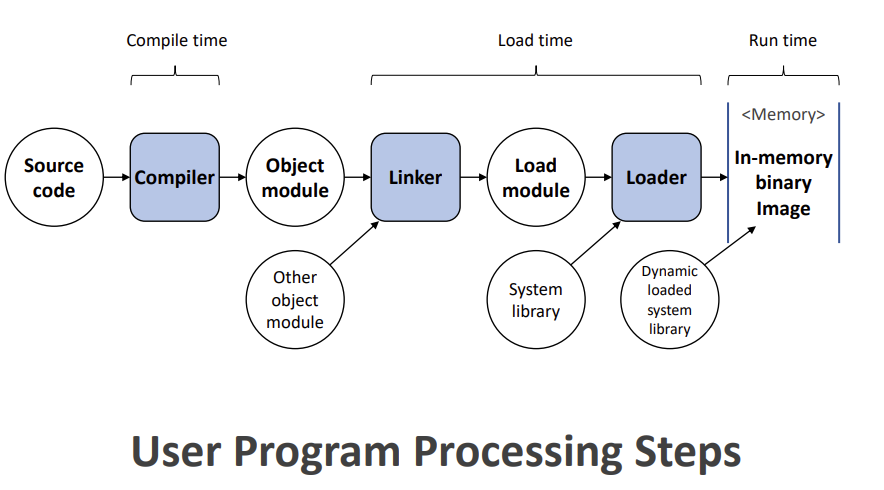 Compile time
Load time
Run time
<Memory>
Source
code
Compiler
Object
module
Linker
Load
module
Loader
In-memory
binary
Image
Other
object
module
System
library
Dynamic
loaded
system
library
User Program Processing Steps